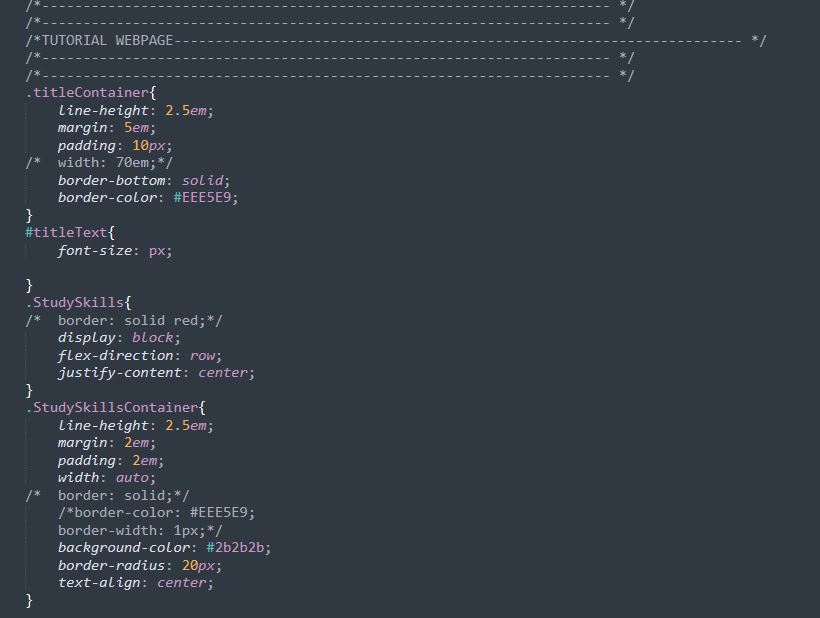 /*--------------------------------------------------------------------- */
/*--------------------------------------------------------------------- */
/*TUTORIAL WEBPAGE--------------------------------------------------------------------- */
/*--------------------------------------------------------------------- */
/*--------------------------------------------------------------------- */
.titleContainer{
    line-height: 2.5em;
    margin: 5em;
    padding: 10px;
/*  width: 70em;*/
    border-bottom: solid;
    border-color: #EEE5E9;
}
#titleText{
    font-size: px;

}
.StudySkills{
/*  border: solid red;*/
    display: block;
    flex-direction: row;
    justify-content: center;
}
.StudySkillsContainer{
    line-height: 2.5em;
    margin: 2em;
    padding: 2em;
    width: auto;
/*  border: solid;*/
    /*border-color: #EEE5E9;
    border-width: 1px;*/
    background-color: #2b2b2b;
    border-radius: 20px;
    text-align: center;
}